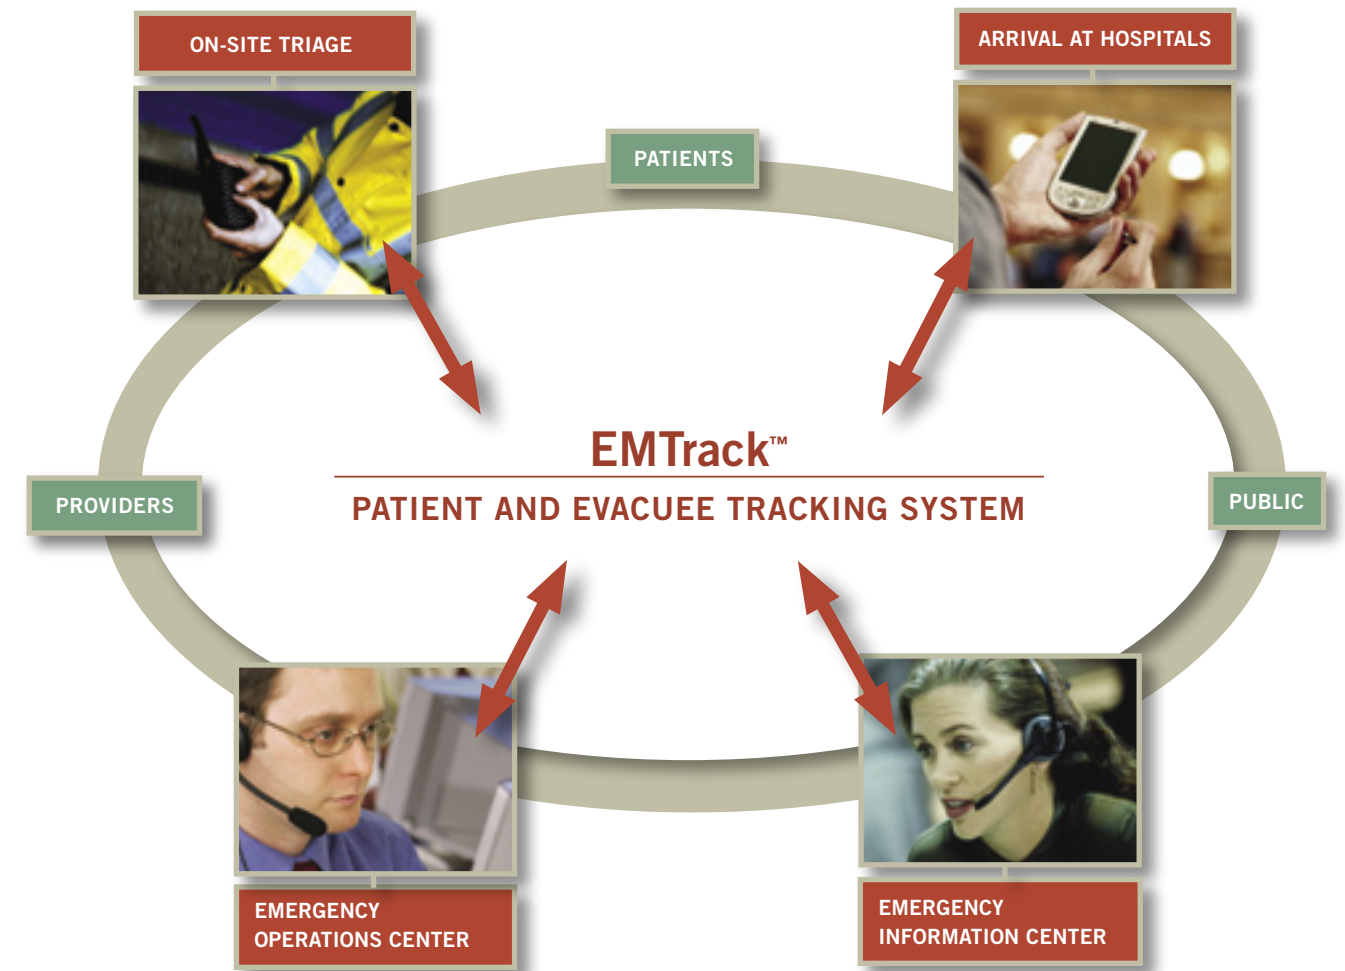 ON-SITE TRIAGE
ARRIVAL AT HOSPITALS
PATIENTS
EMTrack™
PATIENT AND EVACUEE TRACKING SYSTEM
PROVIDERS
PUBLIC
EMERGENCY
OPERATIONS CENTER
EMERGENCY
INFORMATION CENTER